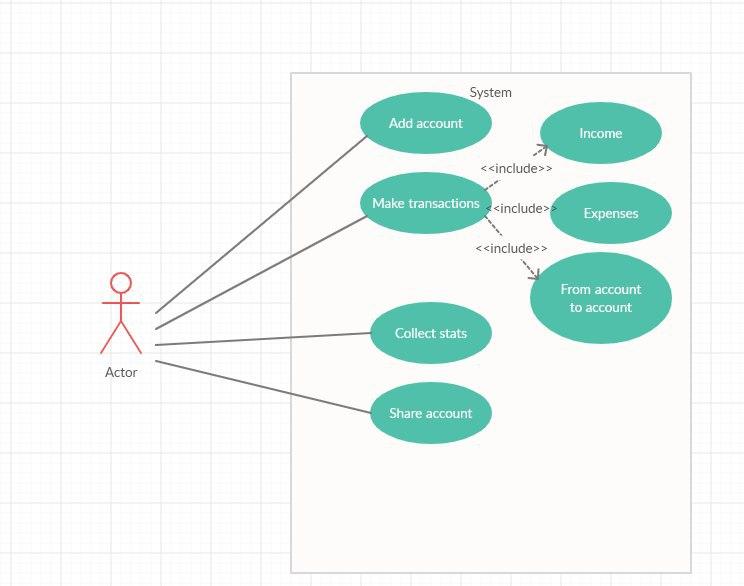 System
Add account
Income
<<include>>
Make transactions
<<include>>
Expenses
<<include>>
From account
to account
Actor
Collect stats
Share account